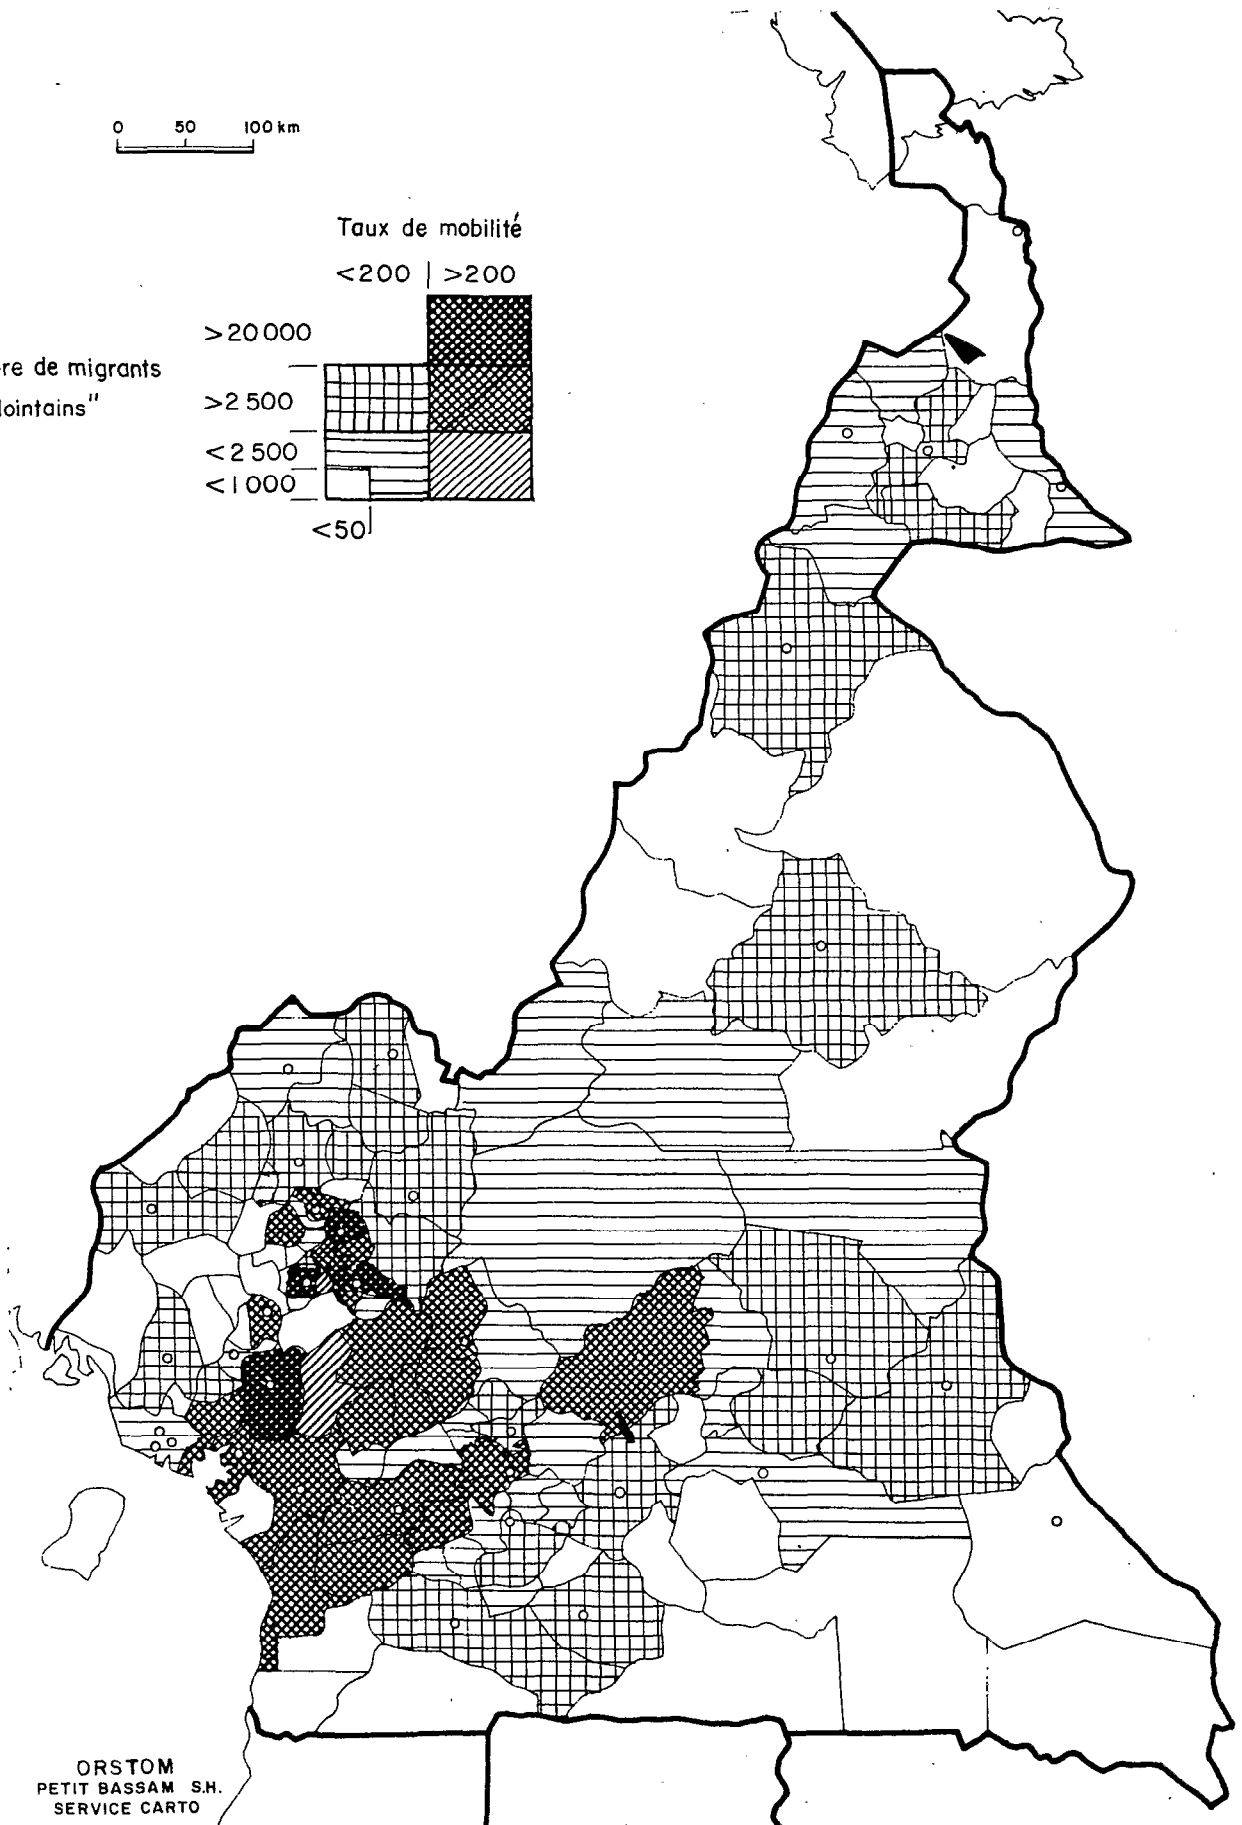 0 50 100 km
Taux de mobilité
<200 | >200
>20 000
re de migrants
>2 500
lointains"
<2 500
<1 000
<50
ORSTOM
PETIT BASSAM S.H.
SERVICE CARTO